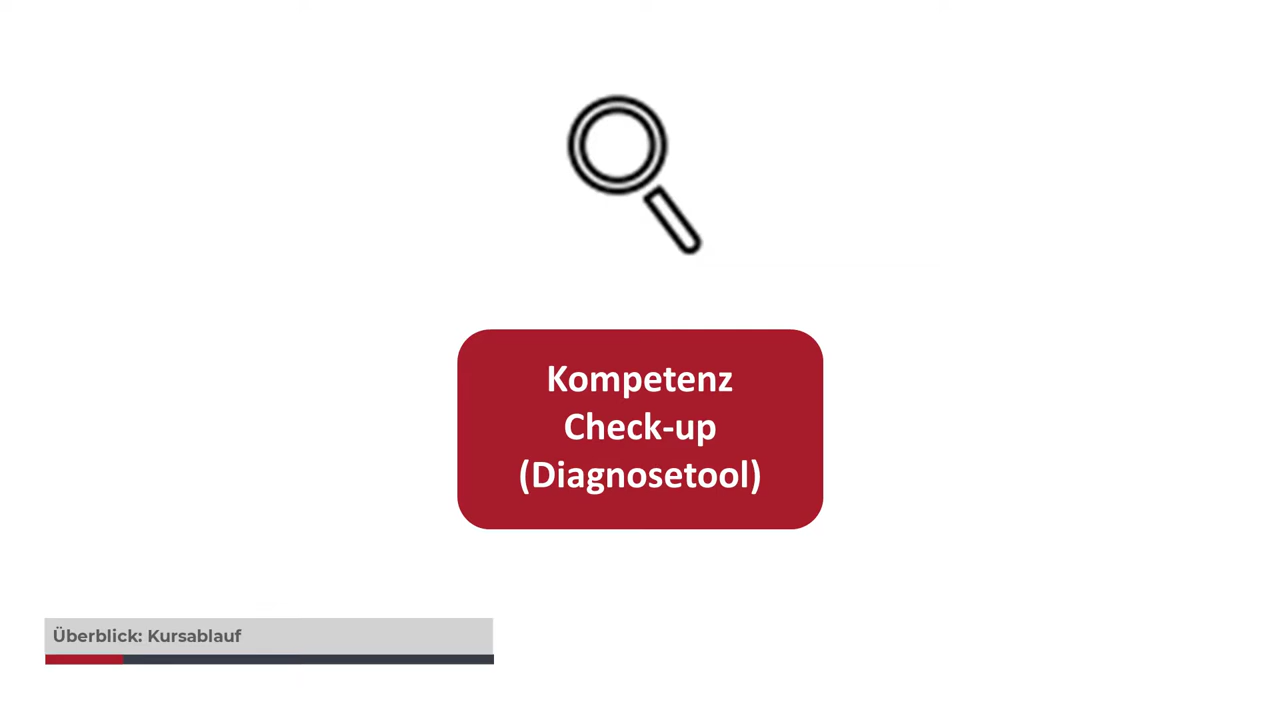 Kompetenz
Check-up
(Diagnosetool)
Überblick: Kursablauf